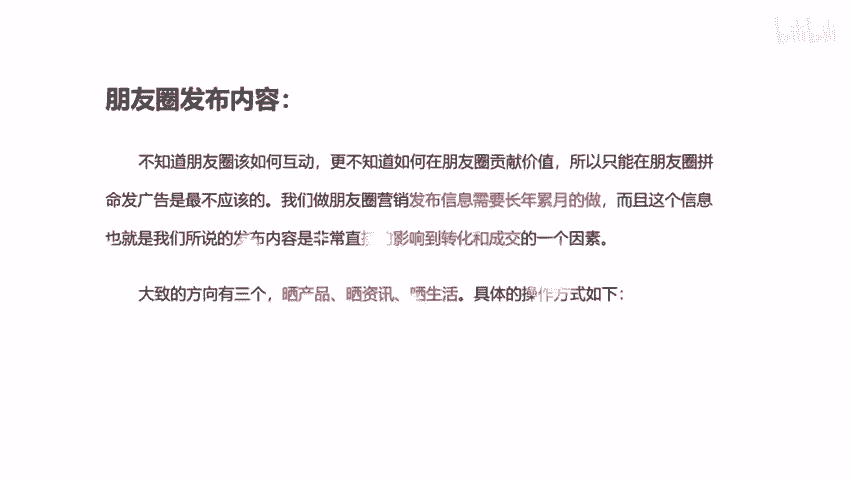 bilibili
朋友圈发布内容：
不知道朋友圈该如何互动，更不知道如何在朋友圈贡献价值，所以只能在朋友圈拼
命发广告是最不应该的。我们做朋友圈营销发布信息需要长年累月的做，而且这个信息
也就是我们所说的发布内容是非常直接的影响到转化和成交的一个因素。
大致的方向有三个，晒产品、晒资讯、晒生活。具体的操作方式如下：